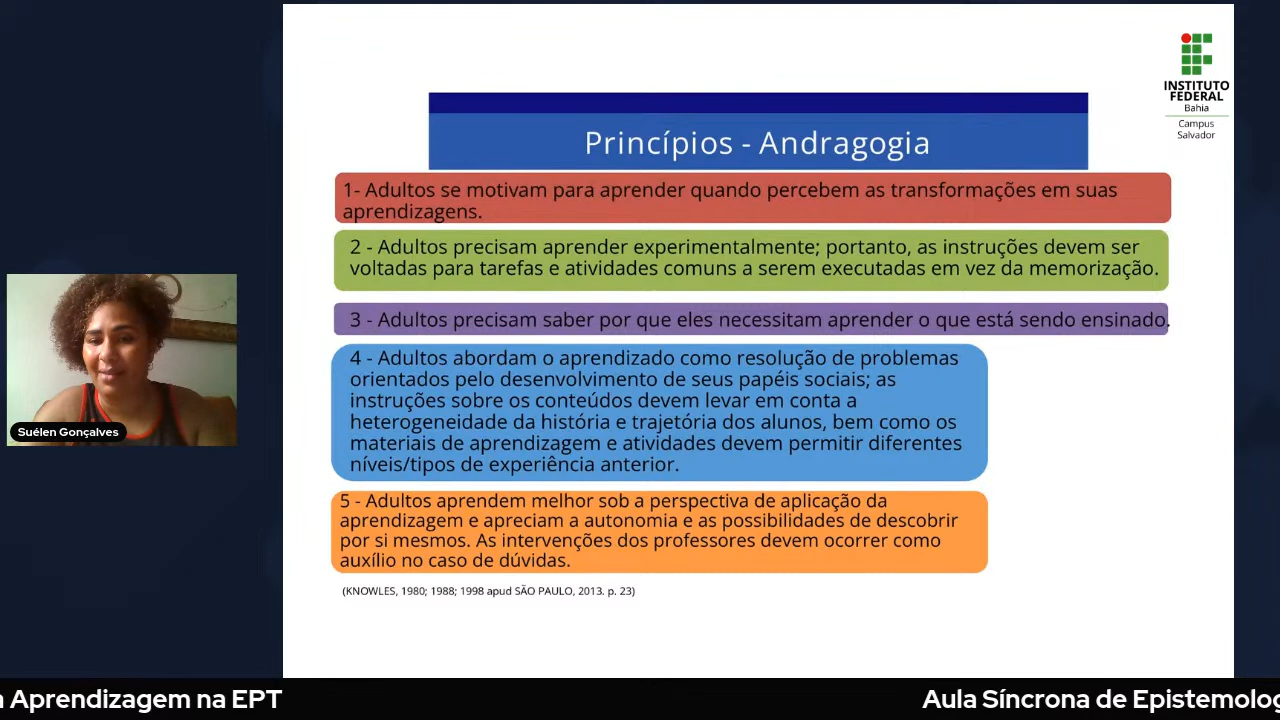 INSTITUTO
FEDERAL
Bahia
Campus
Salvador
Princípios - Andragogia
1- Adultos se motivam para aprender quando percebem as transformações em suas
aprendizagens.
2 - Adultos precisam aprender experimentalmente; portanto, as instruções devem ser
voltadas para tarefas e atividades comuns a serem executadas em vez da memorização.
3 - Adultos precisam saber por que eles necessitam aprender o que está sendo ensinado.
4 - Adultos abordam o aprendizado como resolução de problemas
orientados pelo desenvolvimento de seus papéis sociais; as
instruções sobre os conteúdos devem levar em conta a
heterogeneidade da história e trajetória dos alunos, bem como os
materiais de aprendizagem e atividades devem permitir diferentes
níveis/tipos de experiência anterior.
5 - Adultos aprendem melhor sob a perspectiva de aplicação da
aprendizagem e apreciam a autonomia e as possibilidades de descobrir
por si mesmos. As intervenções dos professores devem ocorrer como
auxílio no caso de dúvidas.
(KNOWLES, 1980; 1988; 1998 apud SÃO PAULO, 2013. p. 23)
Suélen Gonçalves
a Aprendizagem na EPT
Aula Síncrona de Epistemolog